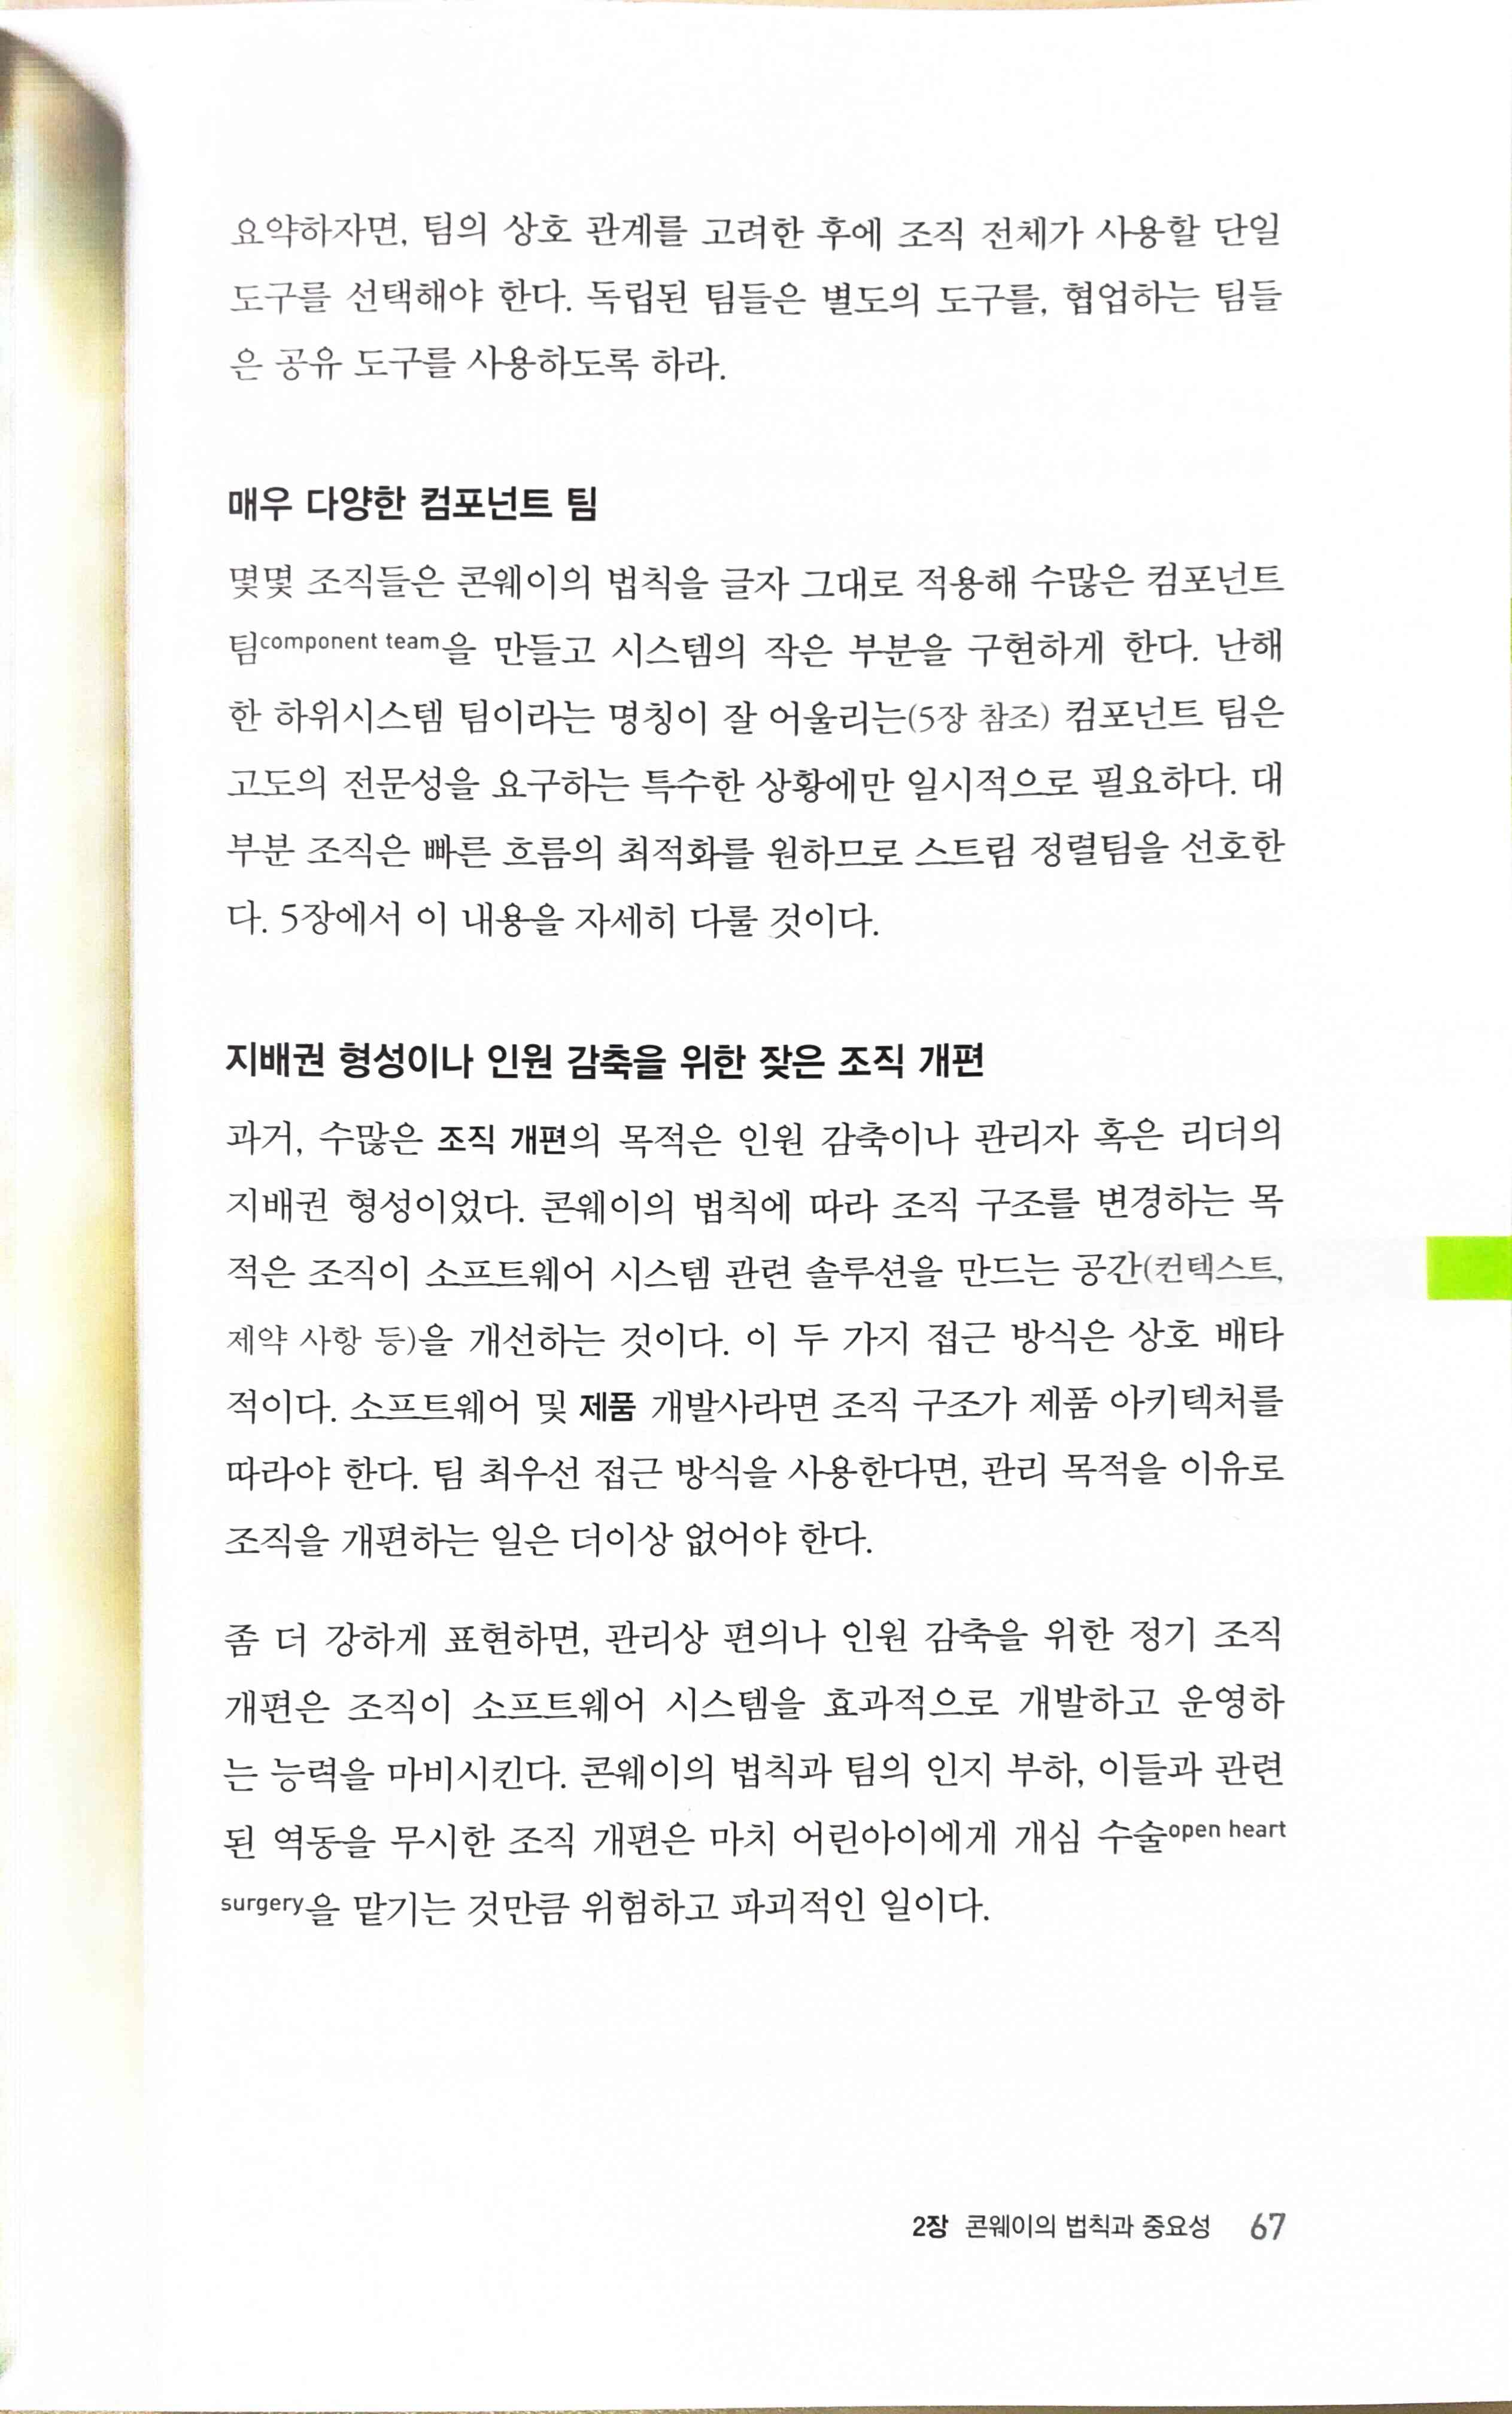 요약하자면, 팀의 상호 관계를 고려한 후에 조직 전체가 사용할 단일
도구를 선택해야 한다. 독립된 팀들은 별도의 도구를, 협업하는 팀들
은 공유 도구를 사용하도록 하라.
매우 다양한 컴포넌트 팀
몇몇 조직들은 콘웨이의 법칙을 글자 그대로 적용해 수많은 컴포넌트
팀component team을 만들고 시스템의 작은 부분을 구현하게 한다. 난해
한 하위시스템 팀이라는 명칭이 잘 어울리는(5장 참조) 컴포넌트 팀은
고도의 전문성을 요구하는 특수한 상황에만 일시적으로 필요하다. 대
부분 조직은 빠른 흐름의 최적화를 원하므로 스트림 정렬팀을 선호한
다. 5장에서 이 내용을 자세히 다룰 것이다.
지배권 형성이나 인원 감축을 위한 잦은 조직 개편
과거, 수많은 조직 개편의 목적은 인원 감축이나 관리자 혹은 리더의
지배권 형성이었다. 콘웨이의 법칙에 따라 조직 구조를 변경하는 목
적은 조직이 소프트웨어 시스템 관련 솔루션을 만드는 공간(컨텍스트,
제약 사항 등)을 개선하는 것이다. 이 두 가지 접근 방식은 상호 배타
적이다. 소프트웨어 및 제품 개발사라면 조직 구조가 제품 아키텍처를
따라야 한다. 팀 최우선 접근 방식을 사용한다면, 관리 목적을 이유로
조직을 개편하는 일은 더이상 없어야 한다.
좀 더 강하게 표현하면, 관리상 편의나 인원 감축을 위한 정기 조직
개편은 조직이 소프트웨어 시스템을 효과적으로 개발하고 운영하
는 능력을 마비시킨다. 콘웨이의 법칙과 팀의 인지 부하, 이들과 관련
된 역동을 무시한 조직 개편은 마치 어린아이에게 개심 수술open heart
surgery을 맡기는 것만큼 위험하고 파괴적인 일이다.
2장 콘웨이의 법칙과 중요성 67